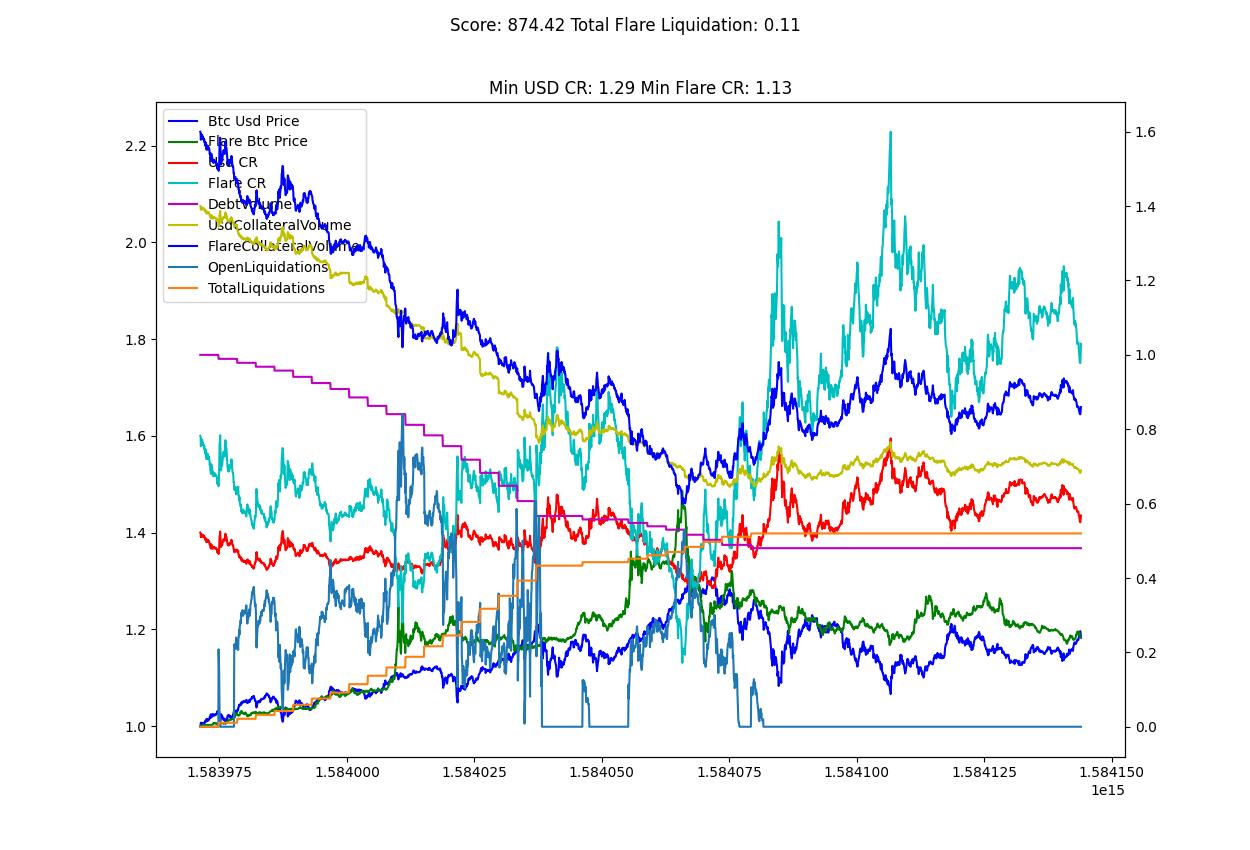 Score: 874.42 Total Flare Liquidation: 0.11
Min USD CR: 1.29 Min Flare CR: 1.13
Btc Usd Price
Flare Btc Price
Usd CR
Flare CR
DebtVolume
UsdCollateralVolume
FlareCollateralVolume
OpenLiquidations
TotalLiquidations
2.2
2.0
1.8
1.6
1.4
1.2
1.0
1.6
1.4
1.2
1.0
0.8
0.6
0.4
0.2
0.0
1.583975 1.584000 1.584025 1.584050 1.584075 1.584100 1.584125 1.584150
1e15